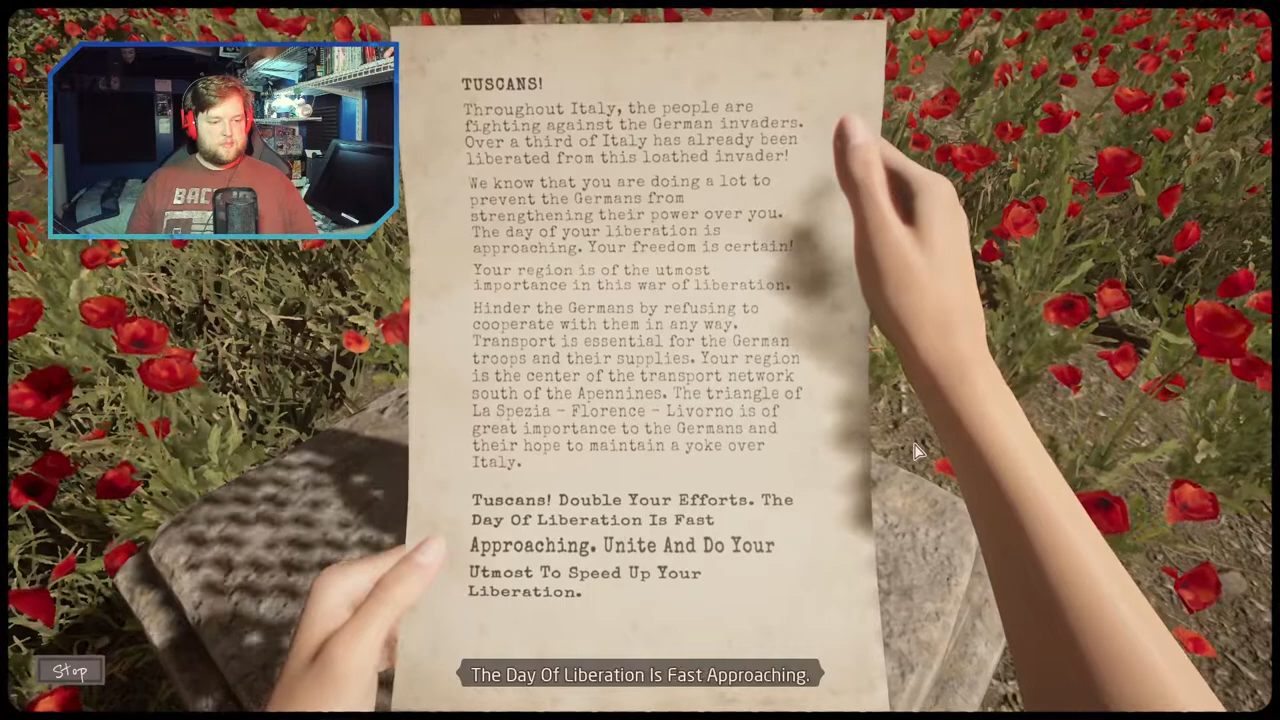 TUSCANS!
Throughout Italy, the people are
fighting against the German invaders.
Over a third of Italy has already been
liberated from this loathed invader!
We know that you are doing a lot to
prevent the Germans from
strengthening their power over you.
The day of your liberation is
approaching. Your freedom is certain!
Your region is of the utmost
importance in this war of liberation.
Hinder the Germans by refusing to
cooperate with them in any way.
Transport is essential for the German
troops and their supplies. Your region
is the center of the transport network
south of the Apennines. The triangle of
La Spezia - Florence - Livorno is of
great importance to the Germans and
their hope to maintain a yoke over
Italy.
Tuscans! Double Your Efforts. The
Day Of Liberation Is Fast
Approaching. Unite And Do Your
Utmost To Speed Up Your
Liberation.
Stop
The Day Of Liberation Is Fast Approaching.